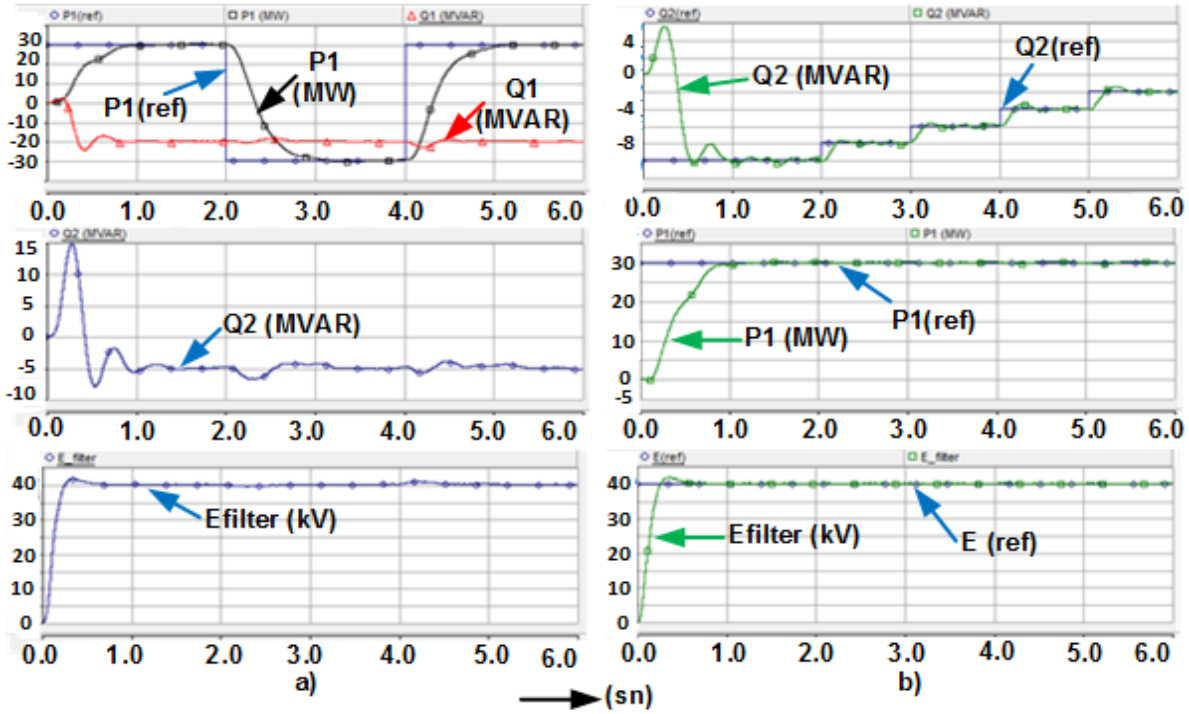 P1(ref) P1 (MW) Q1 (MVAR)
30
20
10
0
-10
-20
-30
P1(ref)
P1
(MW)
Q1
(MVAR)
0.0 1.0 2.0 3.0 4.0 5.0 6.0
Q2 (MVAR)
15
10
5
0
-5
-10
Q2 (MVAR)
0.0 1.0 2.0 3.0 4.0 5.0 6.0
E_filter
40
30
20
10
0
Efilter (kV)
0.0 1.0 2.0 3.0 4.0 5.0 6.0
a)
Q2(ref) Q2 (MVAR)
4
0
-4
-8
Q2 (MVAR)
Q2(ref)
0.0 1.0 2.0 3.0 4.0 5.0 6.0
P1(ref) P1 (MW)
30
20
10
0
-5
P1 (MW)
P1(ref)
0.0 1.0 2.0 3.0 4.0 5.0 6.0
E(ref) E_filter
40
30
20
10
0
Efilter (kV)
E (ref)
0.0 1.0 2.0 3.0 4.0 5.0 6.0
b)
(sn)